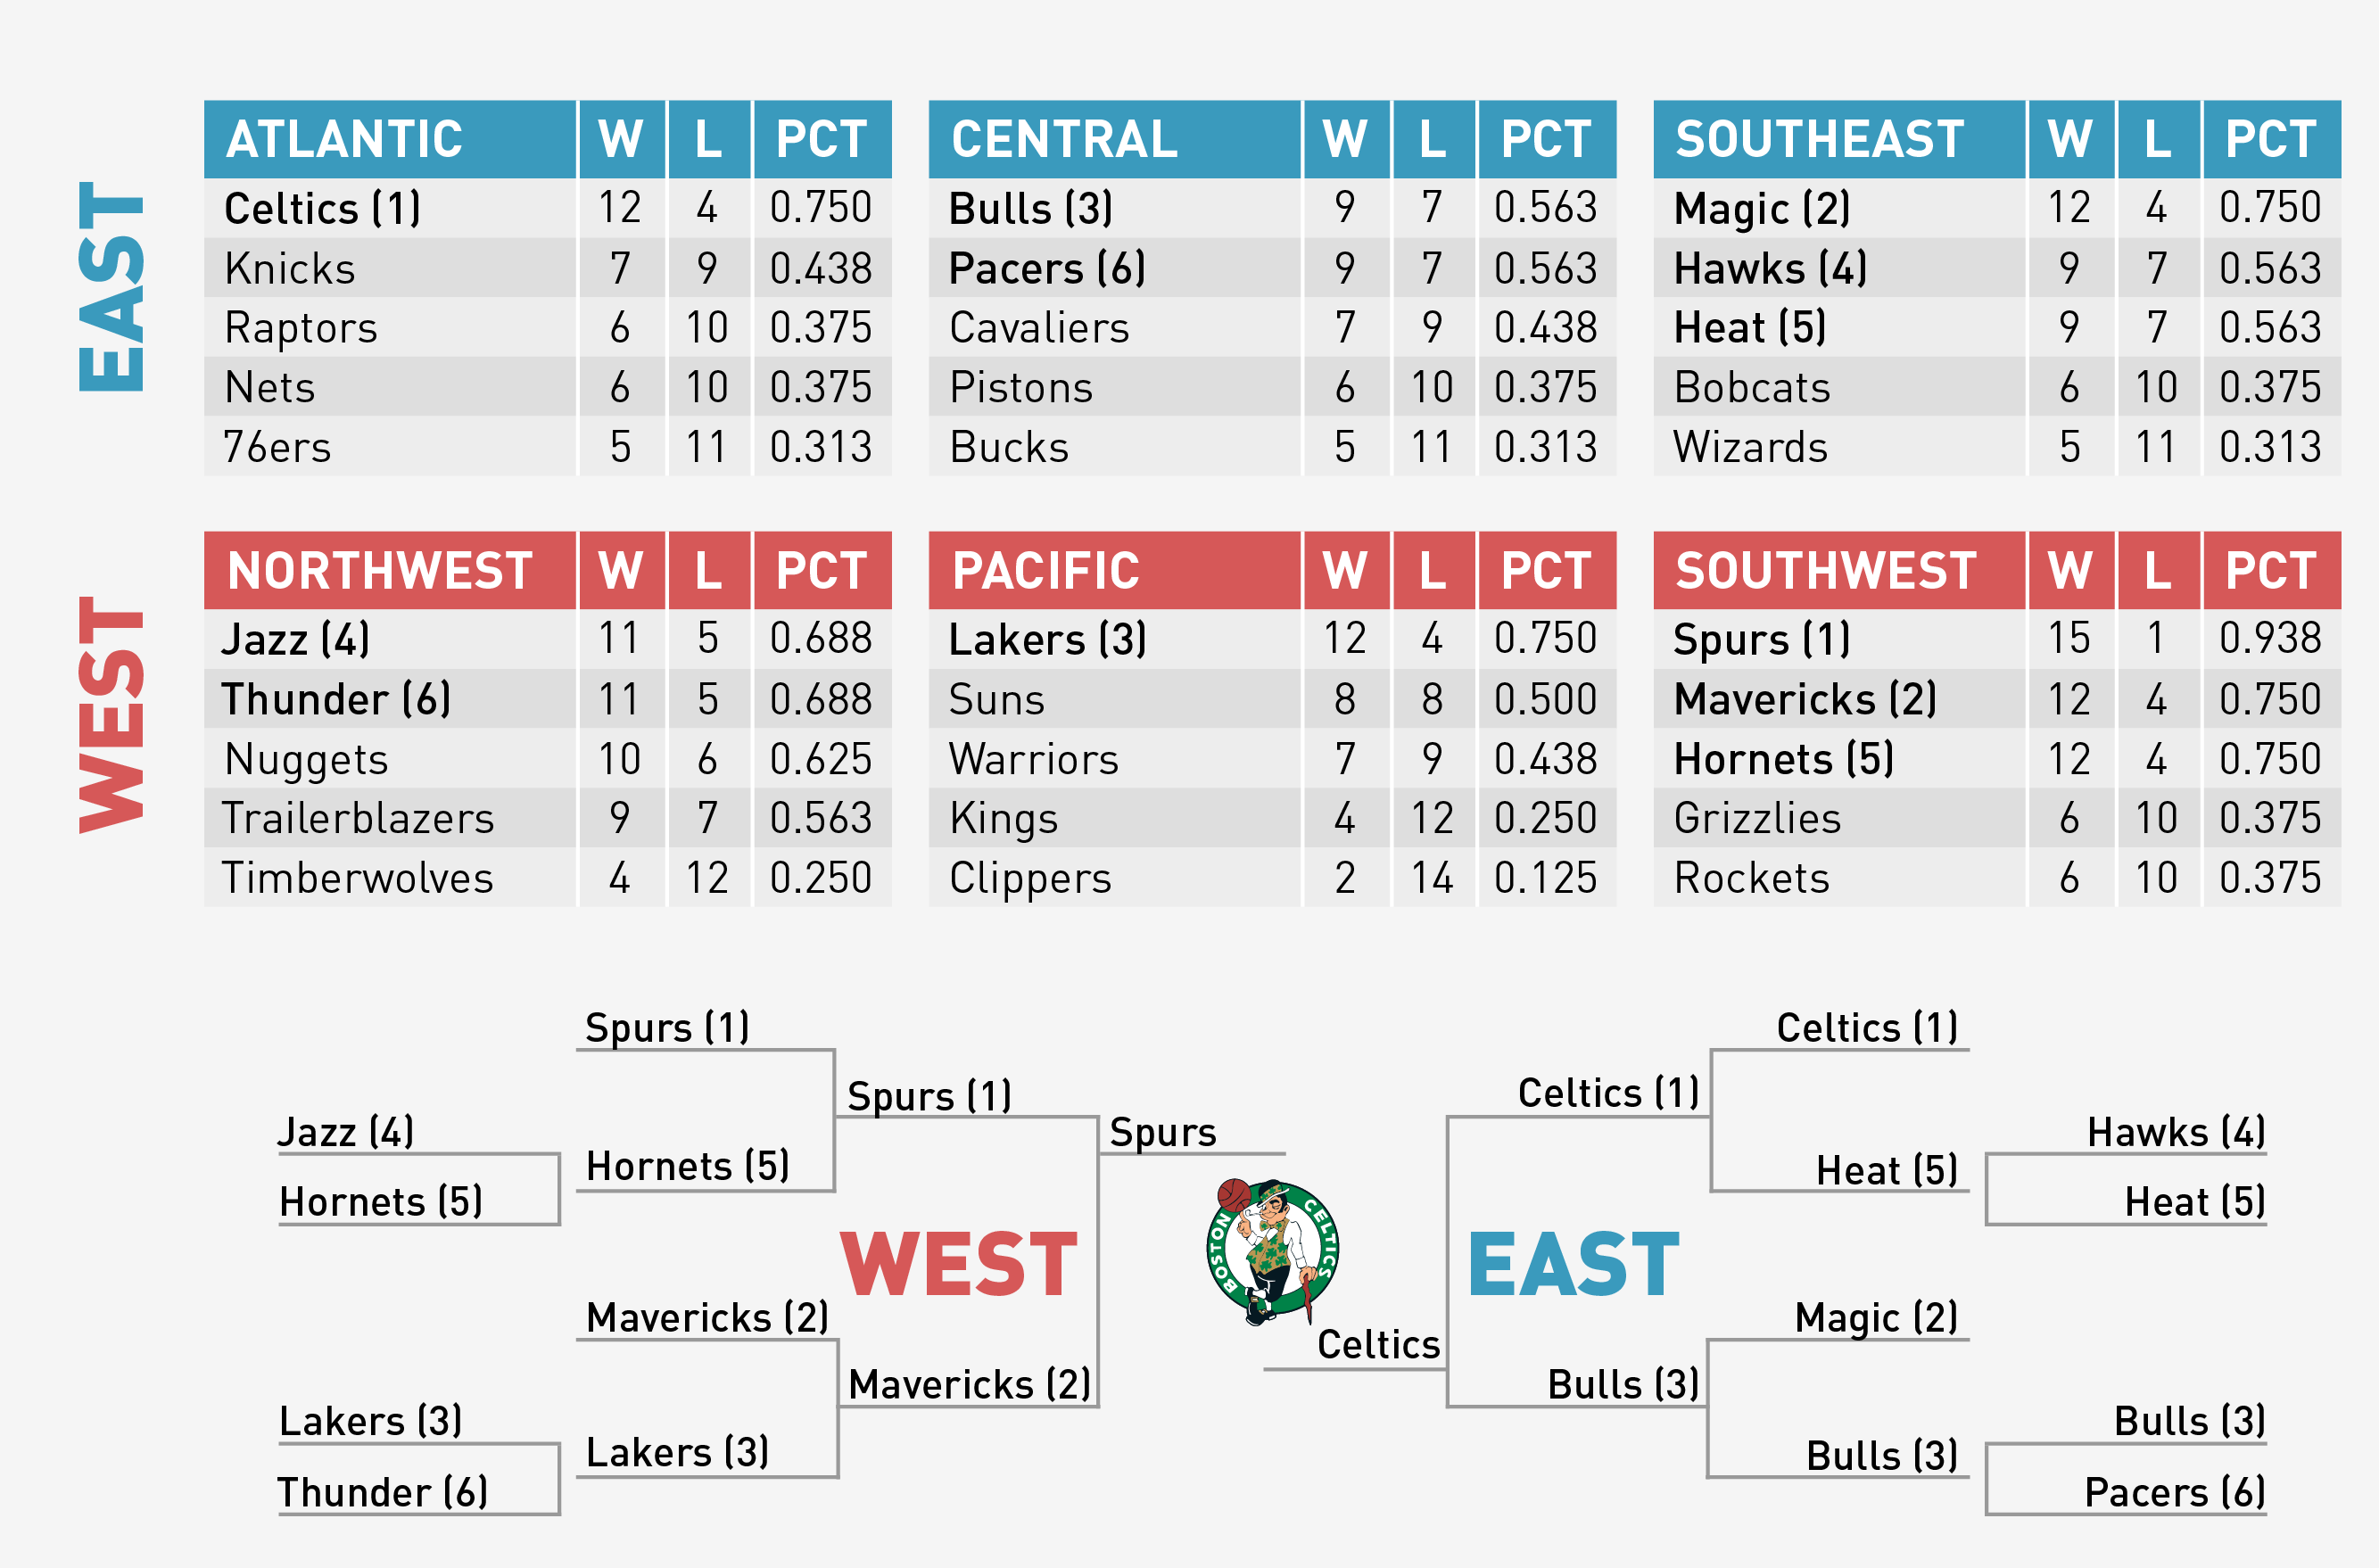 EAST
ATLANTIC W L PCT
Celtics (1) 12 4 0.750
Knicks 7 9 0.438
Raptors 6 10 0.375
Nets 6 10 0.375
76ers 5 11 0.313
CENTRAL W L PCT
Bulls (3) 9 7 0.563
Pacers (6) 9 7 0.563
Cavaliers 7 9 0.438
Pistons 6 10 0.375
Bucks 5 11 0.313
SOUTHEAST W L PCT
Magic (2) 12 4 0.750
Hawks (4) 9 7 0.563
Heat (5) 9 7 0.563
Bobcats 6 10 0.375
Wizards 5 11 0.313
WEST
NORTHWEST W L PCT
Jazz (4) 11 5 0.688
Thunder (6) 11 5 0.688
Nuggets 10 6 0.625
Trailerblazers 9 7 0.563
Timberwolves 4 12 0.250
PACIFIC W L PCT
Lakers (3) 12 4 0.750
Suns 8 8 0.500
Warriors 7 9 0.438
Kings 4 12 0.250
Clippers 2 14 0.125
SOUTHWEST W L PCT
Spurs (1) 15 1 0.938
Mavericks (2) 12 4 0.750
Hornets (5) 12 4 0.750
Grizzlies 6 10 0.375
Rockets 6 10 0.375
Jazz (4)
Hornets (5)
Lakers (3)
Thunder (6)
Spurs (1)
Hornets (5)
Mavericks (2)
Lakers (3)
Spurs (1)
Mavericks (2)
WEST
Spurs
BOSTON CELTICS
Celtics
EAST
Celtics (1)
Bulls (3)
Celtics (1)
Heat (5)
Magic (2)
Bulls (3)
Hawks (4)
Heat (5)
Bulls (3)
Pacers (6)